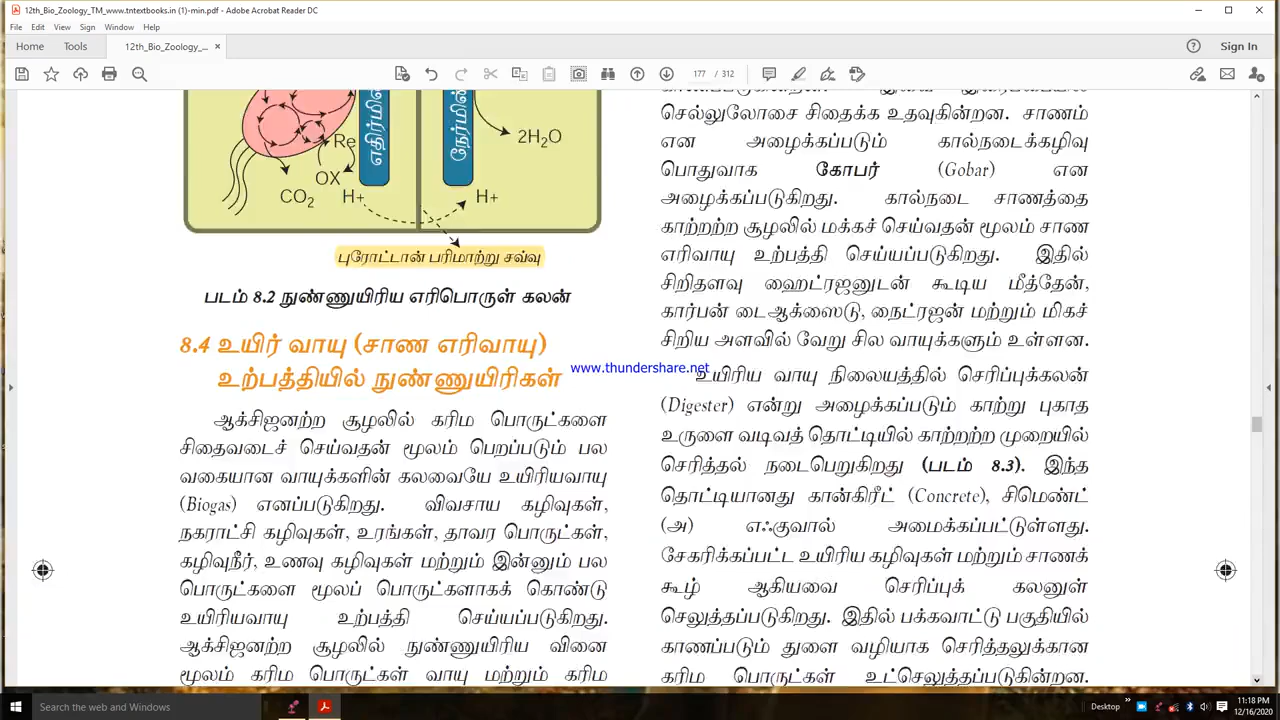 12th_Bio_Zoology_TM_www.tntextbooks.in (1)-min.pdf - Adobe Acrobat Reader DC
File Edit View Sign Window Help
Home Tools 12th_Bio_Zoology_... × Sign In
177 / 312
எதிர்மின்
நேர்மின்
Re
OX
CO2
H+
H+
2H2O
புரோட்டான் பரிமாற்று சவ்வு
படம் 8.2 நுண்ணுயிரிய எரிபொருள் கலன்
8.4 உயிர் வாயு (சாண எரிவாயு)
உற்பத்தியில் நுண்ணுயிரிகள்
ஆக்சிஜனற்ற சூழலில் கரிம பொருட்களை
சிதைவடைச் செய்வதன் மூலம் பெறப்படும் பல
வகையான வாயுக்களின் கலவையே உயிரியவாயு
(Biogas) எனப்படுகிறது. விவசாய கழிவுகள்,
நகராட்சி கழிவுகள், உரங்கள், தாவர பொருட்கள்,
கழிவுநீர், உணவு கழிவுகள் மற்றும் இன்னும் பல
பொருட்களை மூலப் பொருட்களாகக் கொண்டு
உயிரியவாயு உற்பத்தி செய்யப்படுகிறது.
ஆக்சிஜனற்ற சூழலில் நுண்ணுயிரிய வினை
மூலம் கரிம பொருட்கள் வாயு மற்றும் கரிம
செல்லுலோசை சிதைக்க உதவுகின்றன. சாணம்
என அழைக்கப்படும் கால்நடைக்கழிவு
பொதுவாக கோபர் (Gobar) என
அழைக்கப்படுகிறது. கால்நடை சாணத்தை
காற்றற்ற சூழலில் மக்கச் செய்வதன் மூலம் சாண
எரிவாயு உற்பத்தி செய்யப்படுகிறது. இதில்
சிறிதளவு ஹைட்ரஜனுடன் கூடிய மீத்தேன்,
கார்பன் டைஆக்ஸைடு, நைட்ரஜன் மற்றும் மிகச்
சிறிய அளவில் வேறு சில வாயுக்களும் உள்ளன.
www.thundershare.net
உயிரிய வாயு நிலையத்தில் செரிப்புக்கலன்
(Digester) என்று அழைக்கப்படும் காற்று புகாத
உருளை வடிவத் தொட்டியில் காற்றற்ற முறையில்
செரித்தல் நடைபெறுகிறது (படம் 8.3). இந்த
தொட்டியானது கான்கிரீட் (Concrete), சிமெண்ட்
(அ) எஃகுவால் அமைக்கப்பட்டுள்ளது.
சேகரிக்கப்பட்ட உயிரிய கழிவுகள் மற்றும் சாணக்
கூழ் ஆகியவை செரிப்புக் கலனுள்
செலுத்தப்படுகிறது. இதில் பக்கவாட்டு பகுதியில்
காணப்படும் துளை வழியாக செரித்தலுக்கான
கரிம பொருட்கள் உட்செலுத்தப்படுகின்றன.
Search the web and Windows
Desktop
11:18 PM
12/16/2020